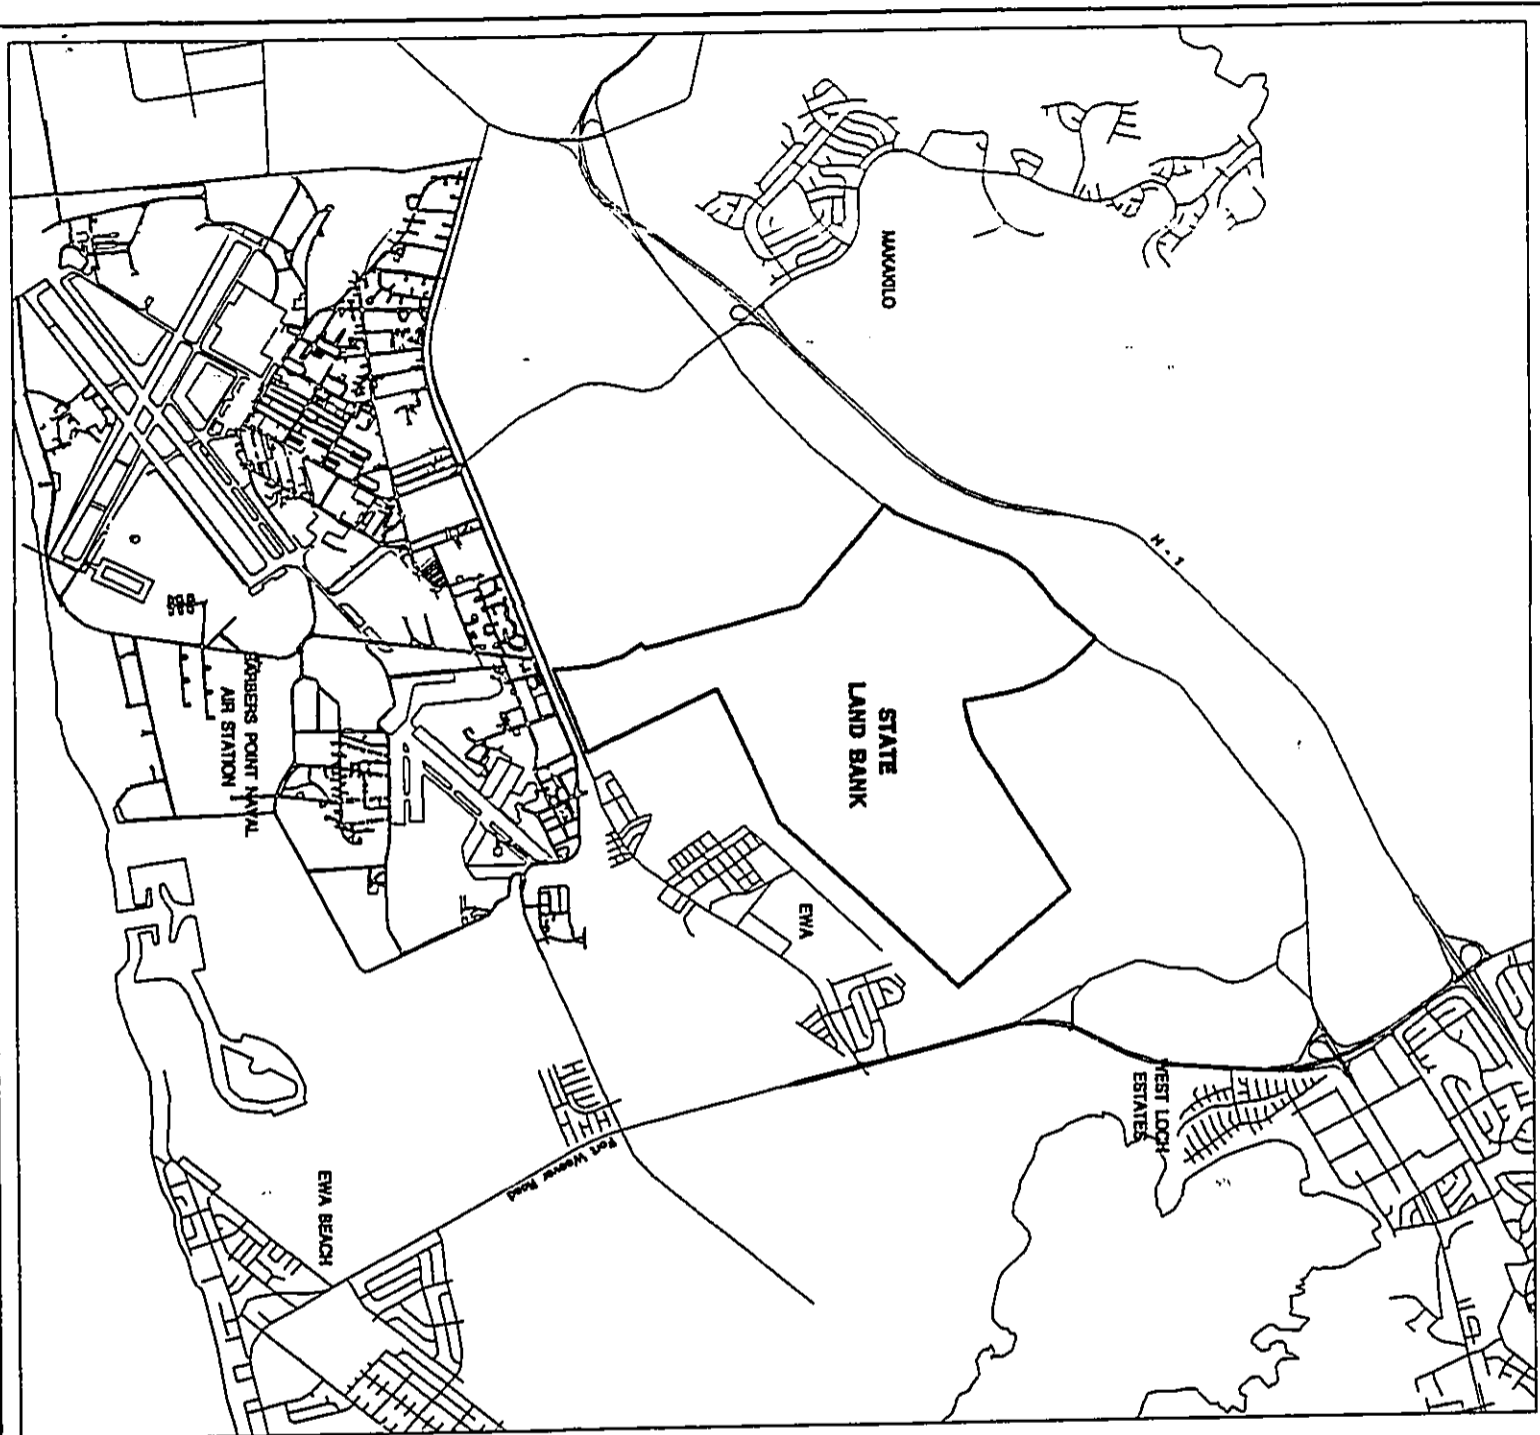 MAKAKILO
H-1
STATE
LAND BANK
EWA
WEST LOCH
ESTATES
BARBERS POINT NAVAL
AIR STATION
Fort Weaver Road
EWA BEACH